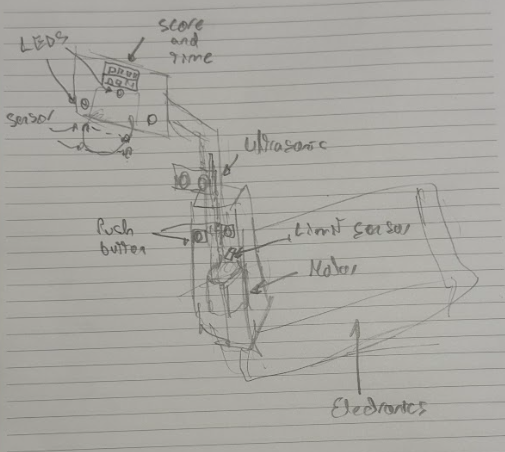 score
and
Time
LEDS
sensor
Ultrasonic
Push
button
Limit sensor
Motor
Electronics